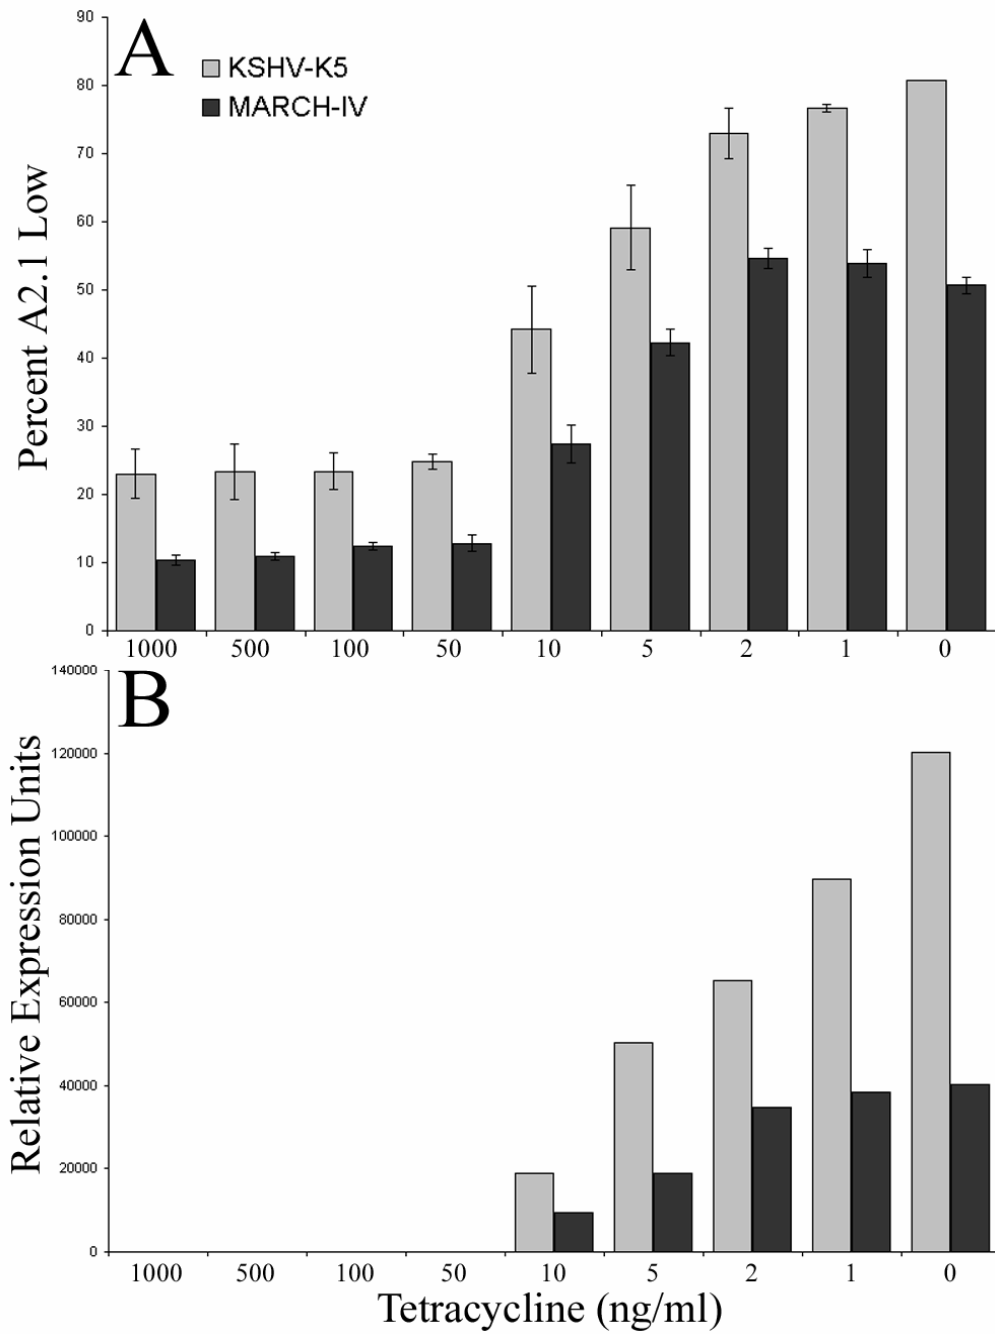 A
KSHV-K5
MARCH-IV
Percent A2.1 Low
90
80
70
60
50
40
30
20
10
0
1000 500 100 50 10 5 2 1 0
B
Relative Expression Units
140000
120000
100000
80000
60000
40000
20000
0
1000 500 100 50 10 5 2 1 0
Tetracycline (ng/ml)